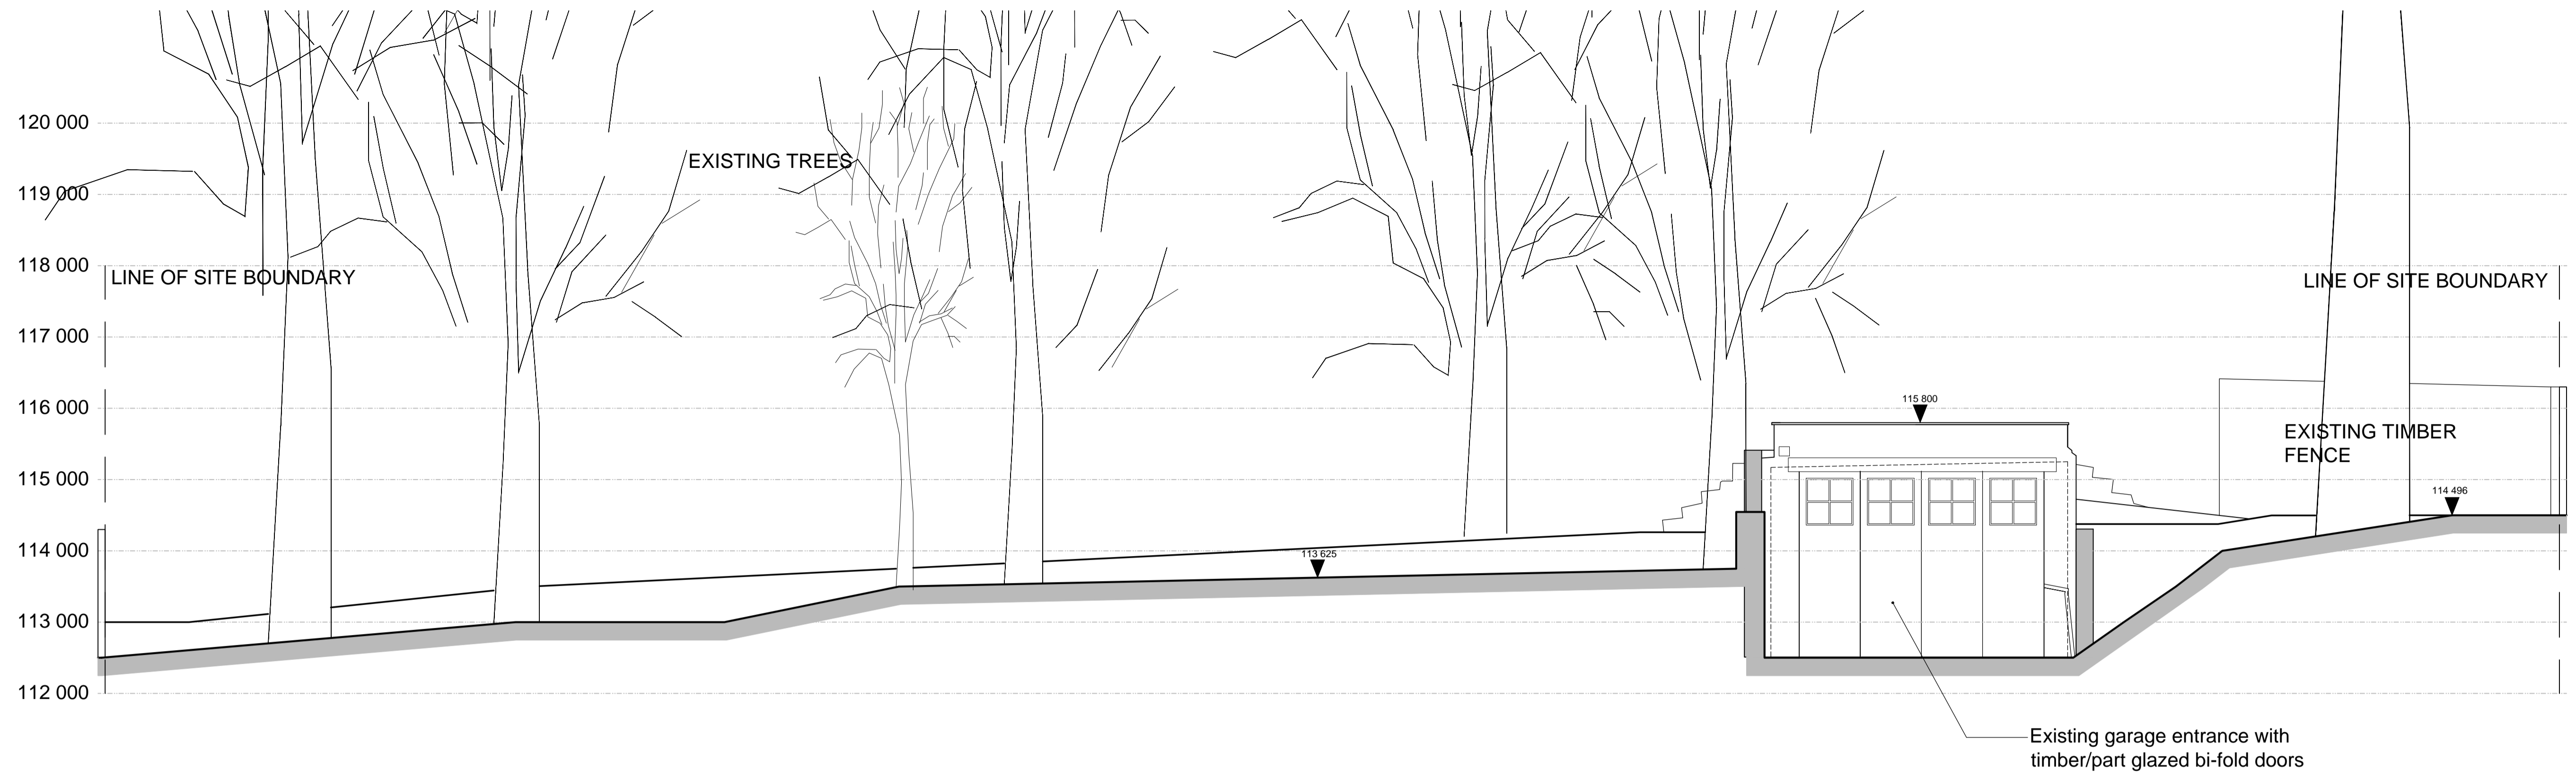 120 000
EXISTING TREES
119 000
118 000
LINE OF SITE BOUNDARY
LINE OF SITE BOUNDARY
117 000
116 000
115 800
EXISTING TIMBER
FENCE
115 000
114 496
114 000
113 625
113 000
112 000
Existing garage entrance with
timber/part glazed bi-fold doors